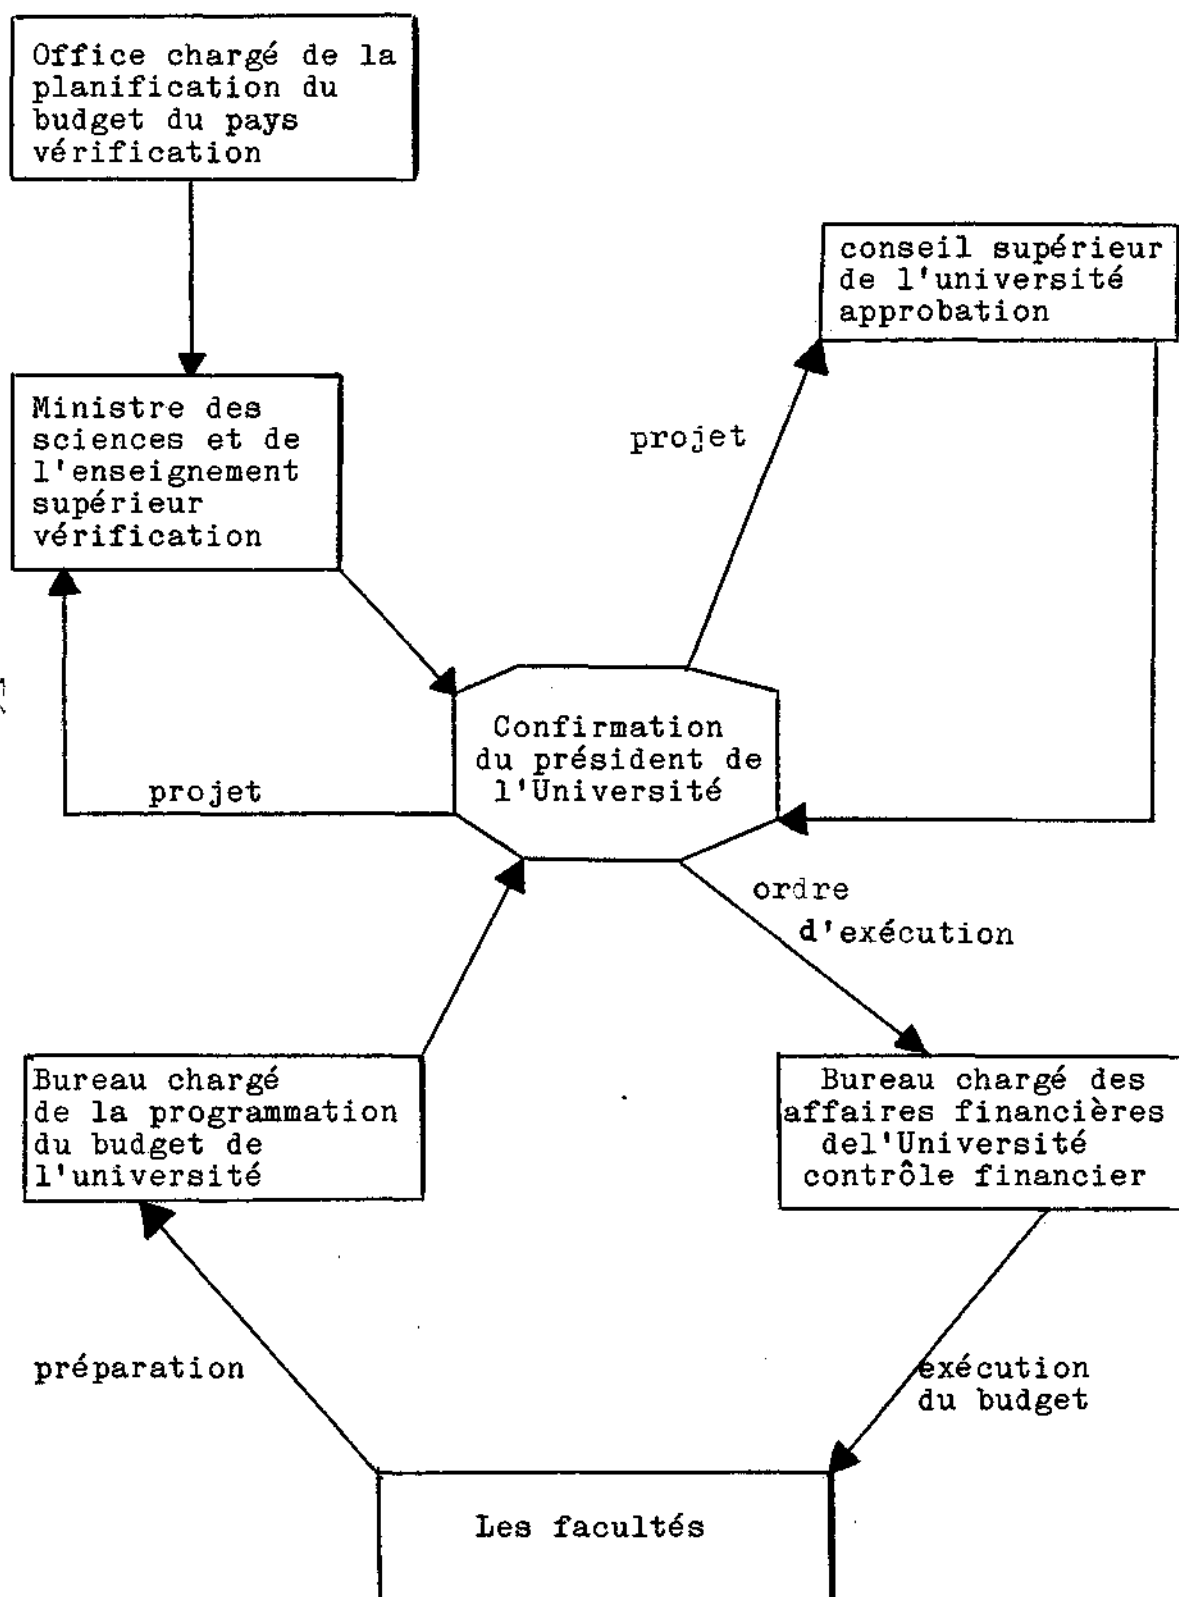 Office chargé de la
planification du
budget du pays
vérification
conseil supérieur
de l'université
approbation
Ministre des
sciences et de
l'enseignement
supérieur
vérification
projet
Confirmation
du président de
l'Université
projet
ordre
d'exécution
Bureau chargé
de la programmation
du budget de
l'université
Bureau chargé des
affaires financières
del'Université
contrôle financier
préparation
exécution
du budget
Les facultés